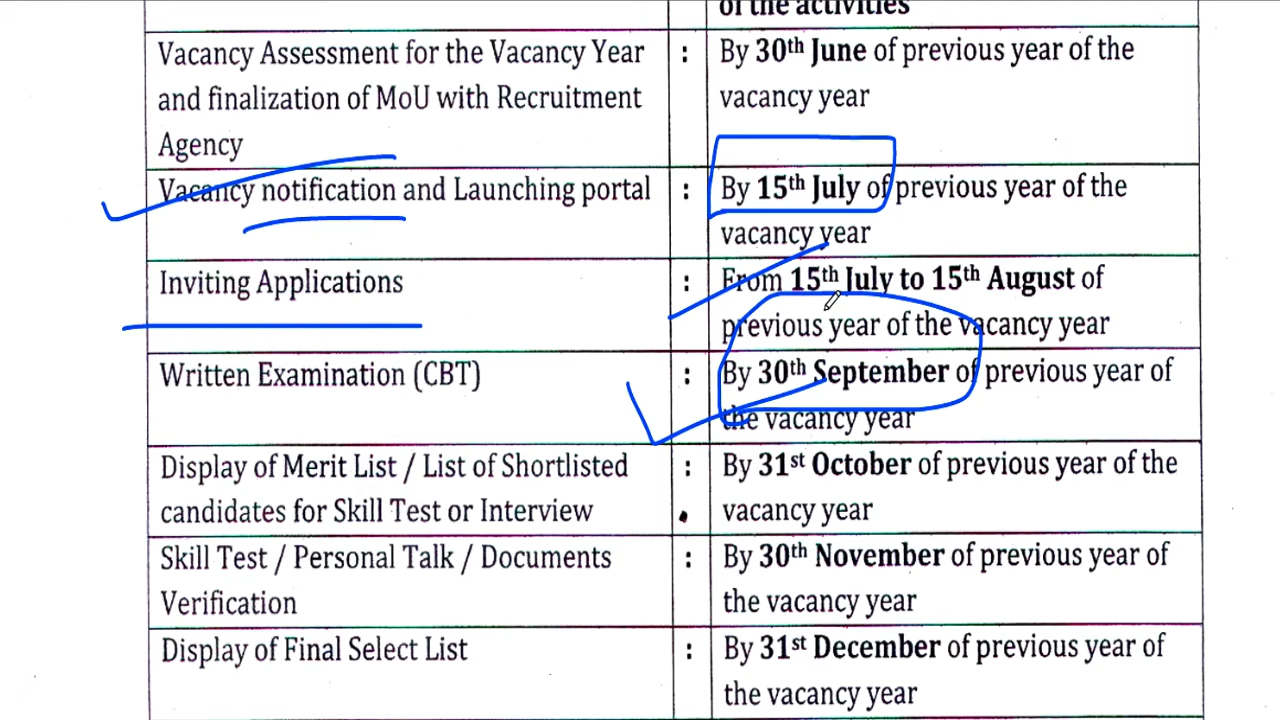 of the activities
Vacancy Assessment for the Vacancy Year : By 30th June of previous year of the
and finalization of MoU with Recruitment vacancy year
Agency
Vacancy notification and Launching portal : By 15th July of previous year of the
vacancy year
Inviting Applications : From 15th July to 15th August of
previous year of the vacancy year
Written Examination (CBT) : By 30th September of previous year of
the vacancy year
Display of Merit List / List of Shortlisted : By 31st October of previous year of the
candidates for Skill Test or Interview vacancy year
Skill Test / Personal Talk / Documents : By 30th November of previous year of
Verification the vacancy year
Display of Final Select List : By 31st December of previous year of
the vacancy year